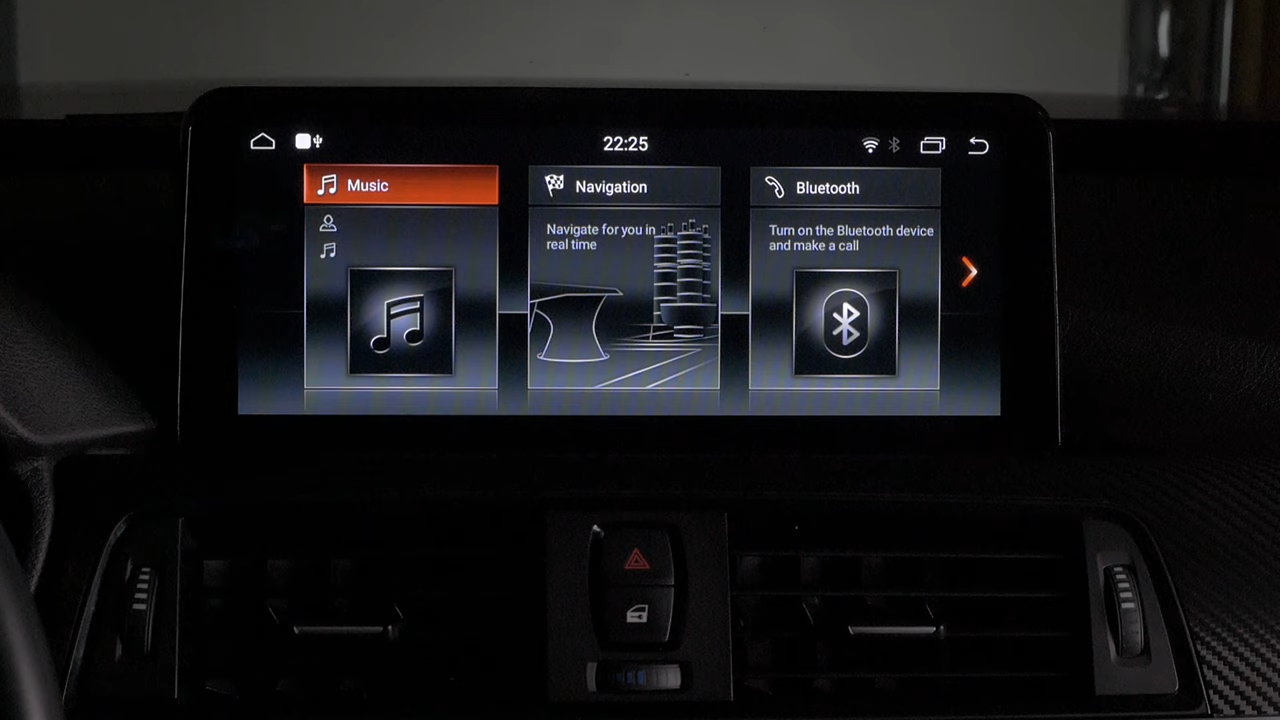 22:25
Music
Navigation
Navigate for you in
real time
Bluetooth
Turn on the Bluetooth device
and make a call